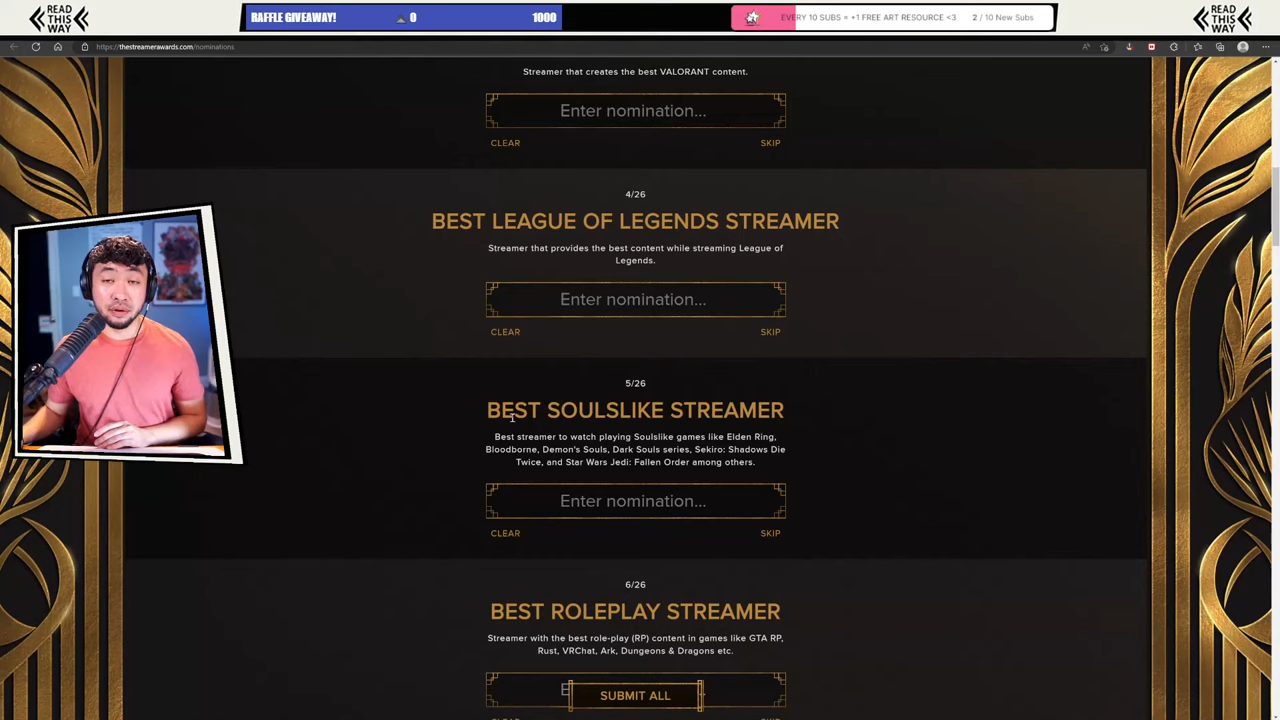 READ
THIS
WAY
RAFFLE GIVEAWAY!
0
1000
EVERY 10 SUBS = +1 FREE ART RESOURCE <3
2 / 10 New Subs
READ
THIS
WAY
https://thestreamerawards.com/nominations
Streamer that creates the best VALORANT content.
Enter nomination...
CLEAR
SKIP
4/26
BEST LEAGUE OF LEGENDS STREAMER
Streamer that provides the best content while streaming League of
Legends.
Enter nomination...
CLEAR
SKIP
5/26
BEST SOULSLIKE STREAMER
Best streamer to watch playing Soulslike games like Elden Ring,
Bloodborne, Demon's Souls, Dark Souls series, Sekiro: Shadows Die
Twice, and Star Wars Jedi: Fallen Order among others.
Enter nomination...
CLEAR
SKIP
6/26
BEST ROLEPLAY STREAMER
Streamer with the best role-play (RP) content in games like GTA RP,
Rust, VRChat, Ark, Dungeons & Dragons etc.
SUBMIT ALL